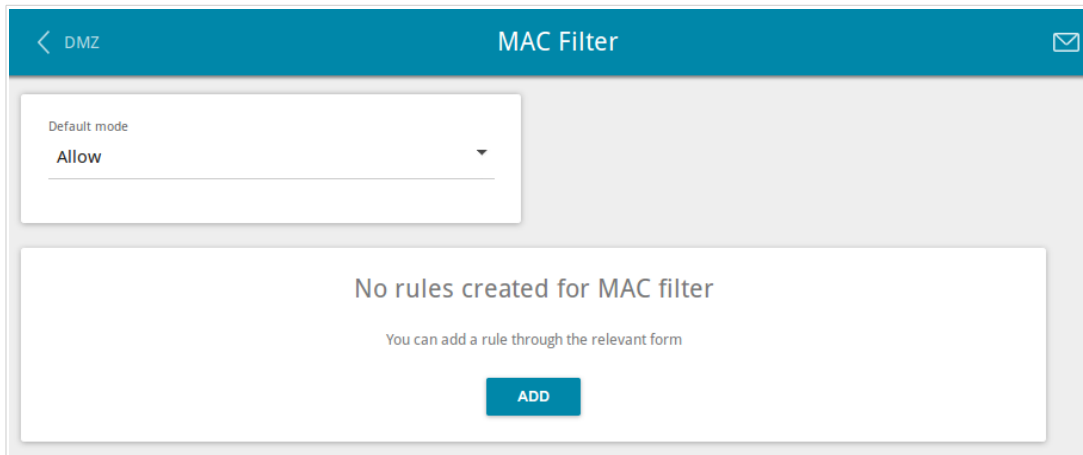 DMZ
MAC Filter
Default mode
Allow
No rules created for MAC filter
You can add a rule through the relevant form
ADD